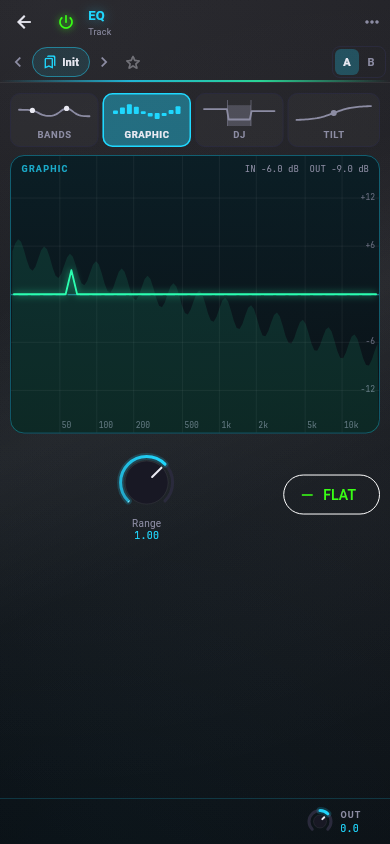 EQ
Track
Init
A B
BANDS
GRAPHIC
DJ
TILT
GRAPHIC
IN -6.0 dB OUT -9.0 dB
+12
+6
-6
-12
50 100 200 500 1k 2k 5k 10k
Range
1.00
FLAT
OUT
0.0